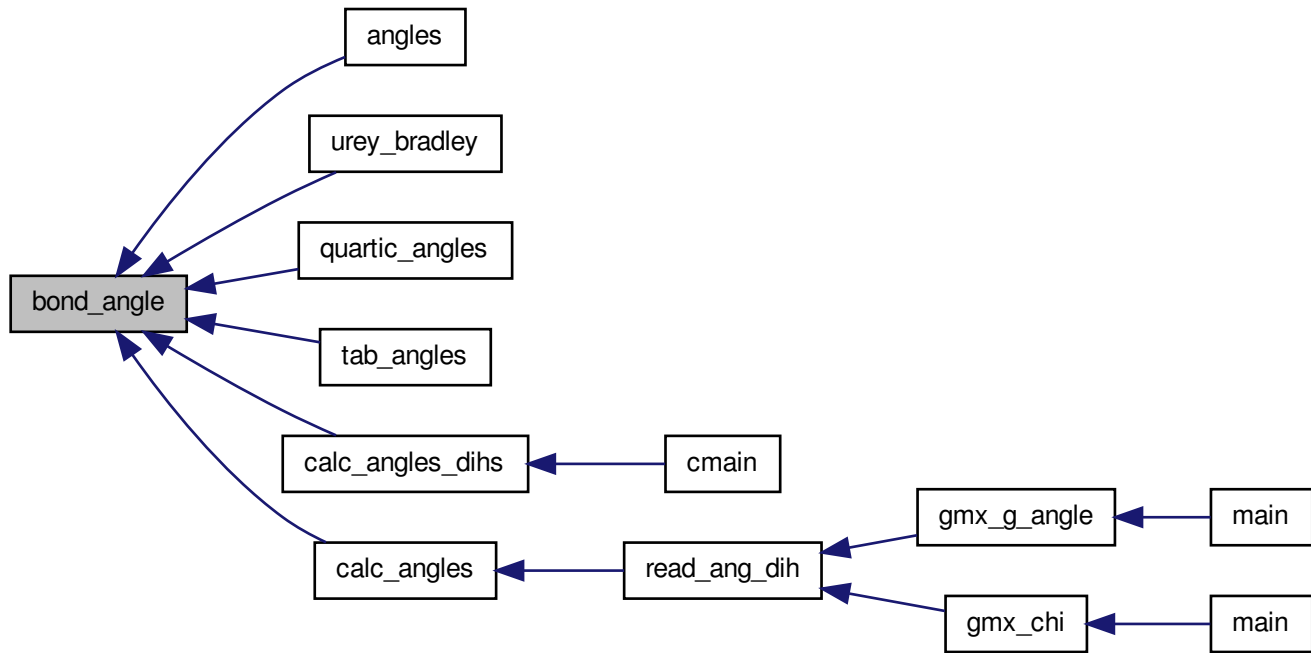 angles
urey_bradley
quartic_angles
bond_angle
tab_angles
calc_angles_dihs
cmain
gmx_g_angle
main
calc_angles
read_ang_dih
gmx_chi
main